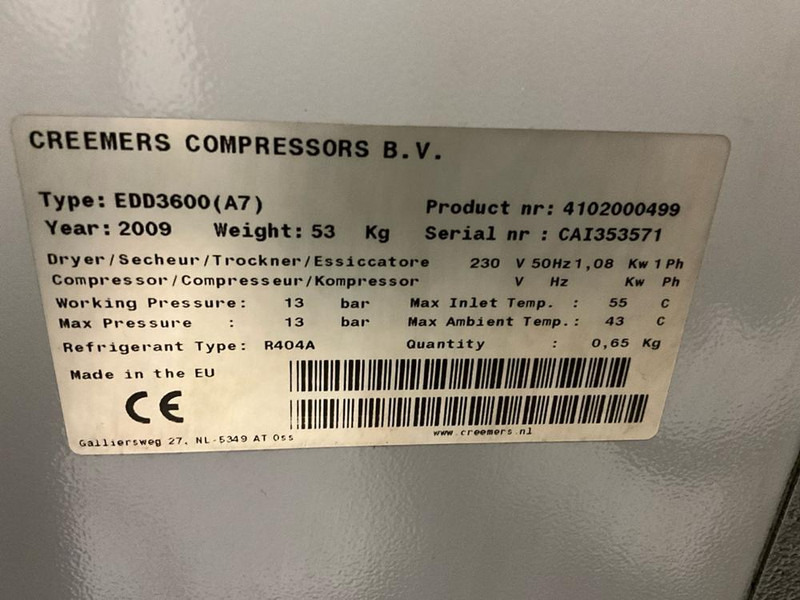 CREEMERS COMPRESSORS B.V.
Type: EDD3600(A7) Product nr: 4102000499
Year: 2009 Weight: 53 Kg Serial nr : CAI353571
Dryer/Secheur/Trockner/Essiccatore 230 V 50Hz 1,08 Kw 1 Ph
Compressor/Compresseur/Kompressor V Hz Kw Ph
Working Pressure: 13 bar Max Inlet Temp. : 55 C
Max Pressure : 13 bar Max Ambient Temp.: 43 C
Refrigerant Type: R404A Quantity : 0,65 Kg
Made in the EU
CE
Galliersweg 27, NL-5349 AT Oss www.creemers.nl